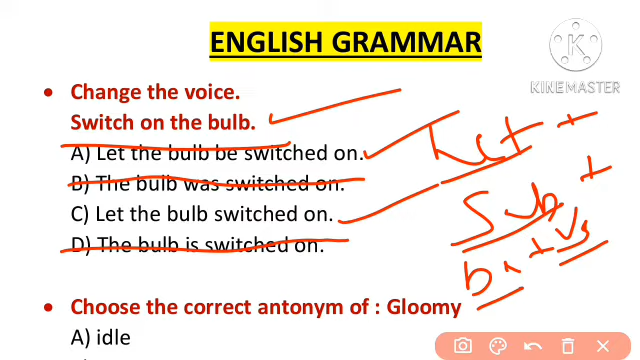 ENGLISH GRAMMAR
KINEMASTER
Change the voice.
Switch on the bulb.
A) Let the bulb be switched on.
B) The bulb was switched on.
C) Let the bulb switched on.
D) The bulb is switched on.
Let +
Sub +
be + V3
Choose the correct antonym of : Gloomy
A) idle